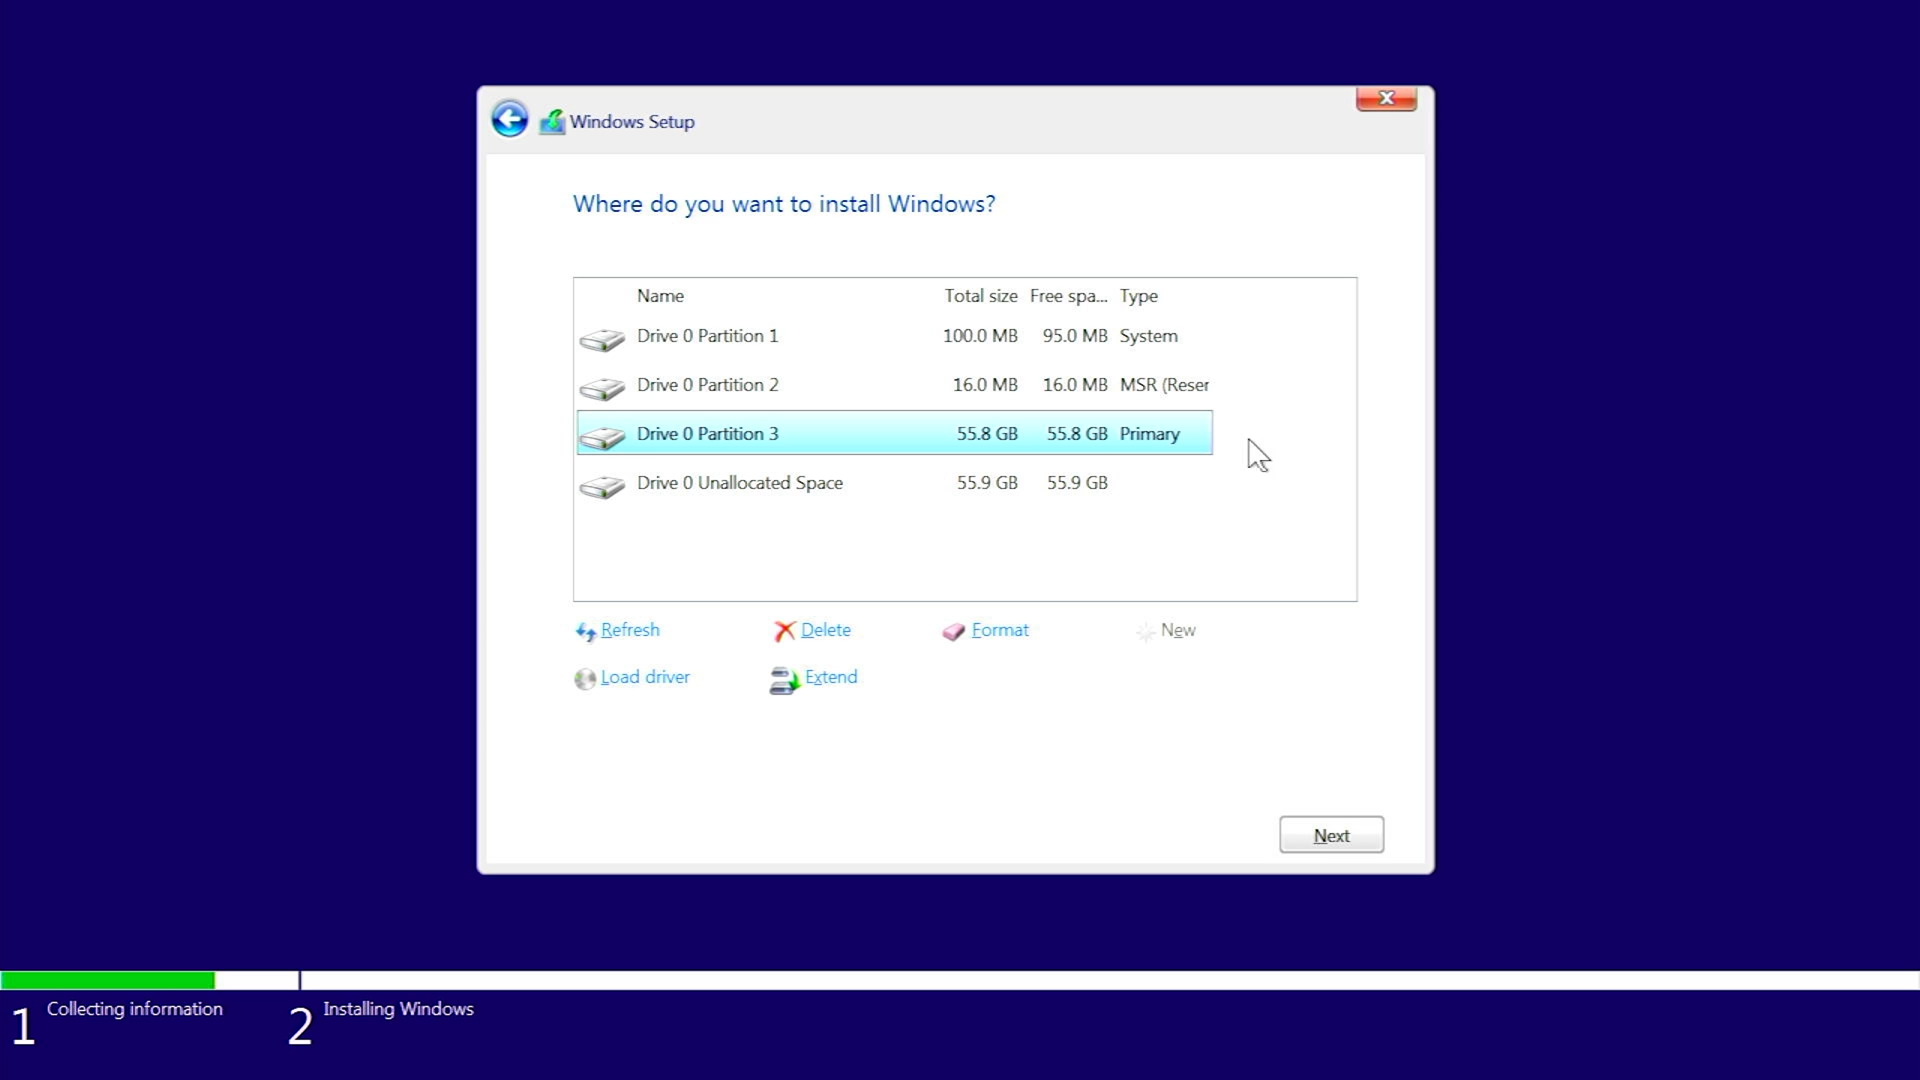 Windows Setup
Where do you want to install Windows?
Name Total size Free spa... Type
Drive 0 Partition 1 100.0 MB 95.0 MB System
Drive 0 Partition 2 16.0 MB 16.0 MB MSR (Reser
Drive 0 Partition 3 55.8 GB 55.8 GB Primary
Drive 0 Unallocated Space 55.9 GB 55.9 GB
Refresh Delete Format New
Load driver Extend
Next
1 Collecting information 2 Installing Windows